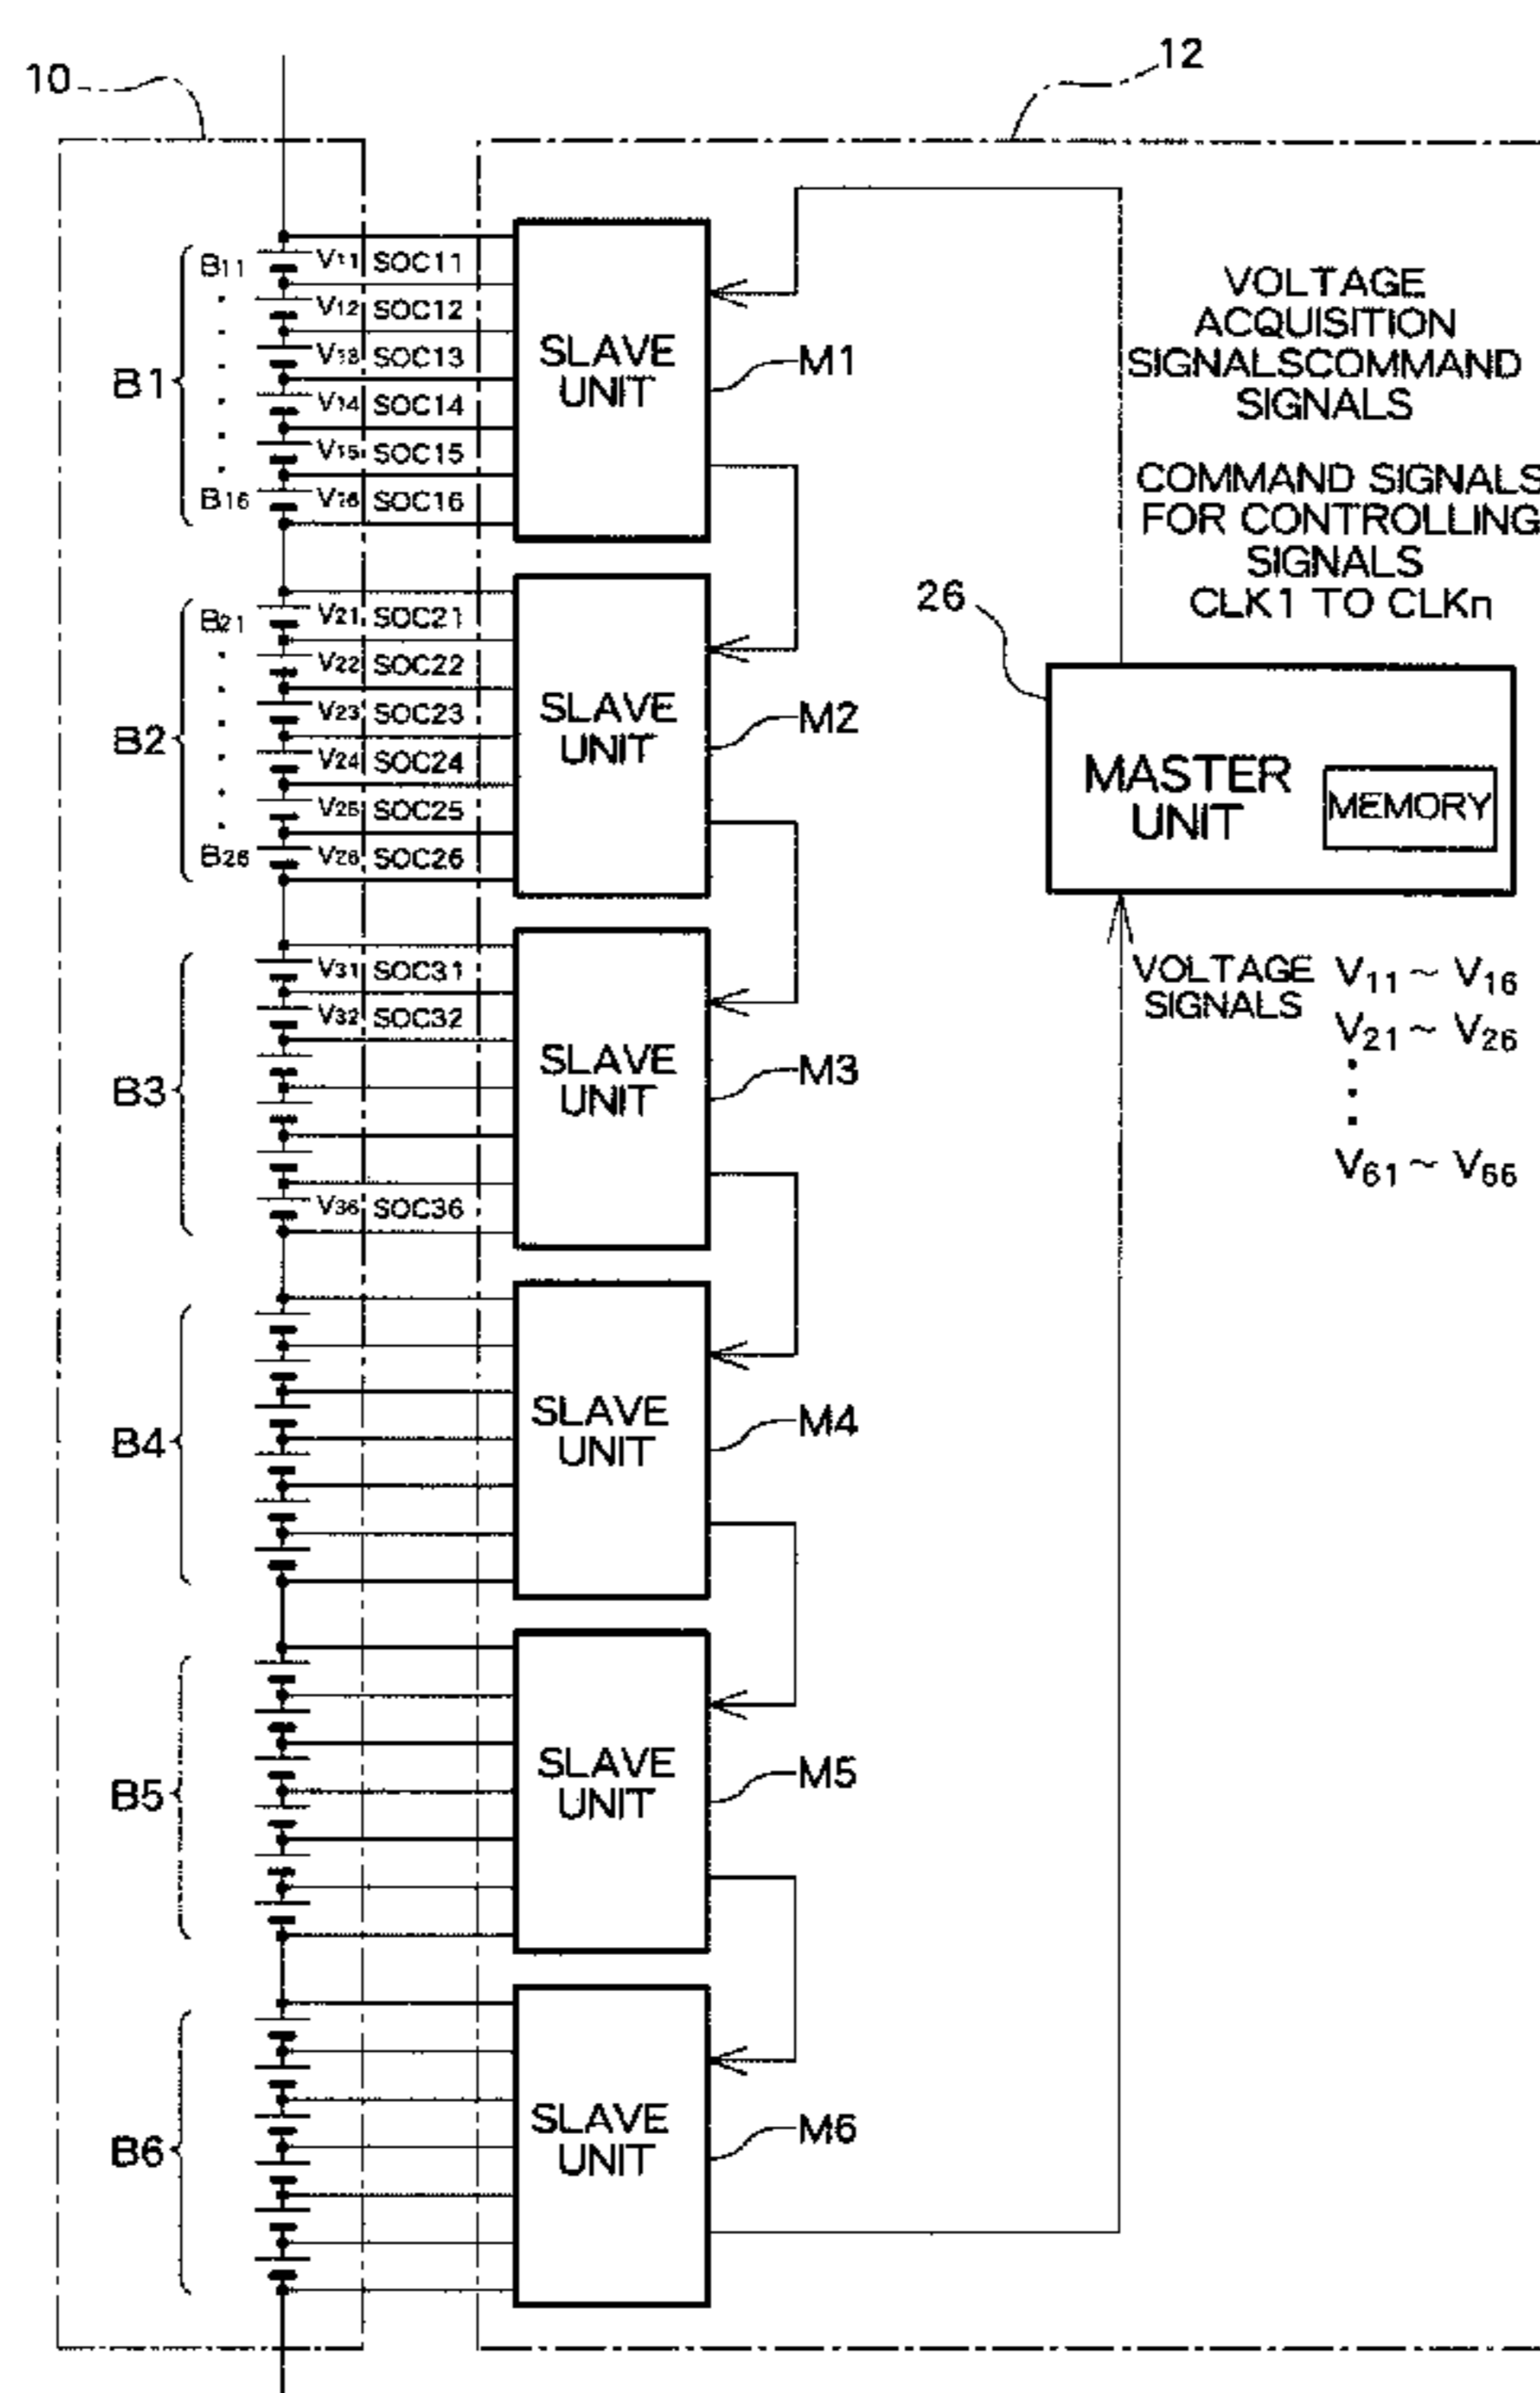 10
12
B11 V11 SOC11
V12 SOC12
V13 SOC13
B1
V14 SOC14
V15 SOC15
B16 V16 SOC16
SLAVE
UNIT
M1
VOLTAGE
ACQUISITION
SIGNALSCOMMAND
SIGNALS
COMMAND SIGNALS
FOR CONTROLLING
SIGNALS
CLK1 TO CLKn
B21 V21 SOC21
V22 SOC22
V23 SOC23
B2
V24 SOC24
V25 SOC25
B26 V26 SOC26
SLAVE
UNIT
M2
26
MASTER
UNIT
MEMORY
VOLTAGE
SIGNALS
V11 ~ V16
V21 ~ V26
V61 ~ V66
V31 SOC31
V32 SOC32
B3
V36 SOC36
SLAVE
UNIT
M3
B4
SLAVE
UNIT
M4
B5
SLAVE
UNIT
M5
B6
SLAVE
UNIT
M6